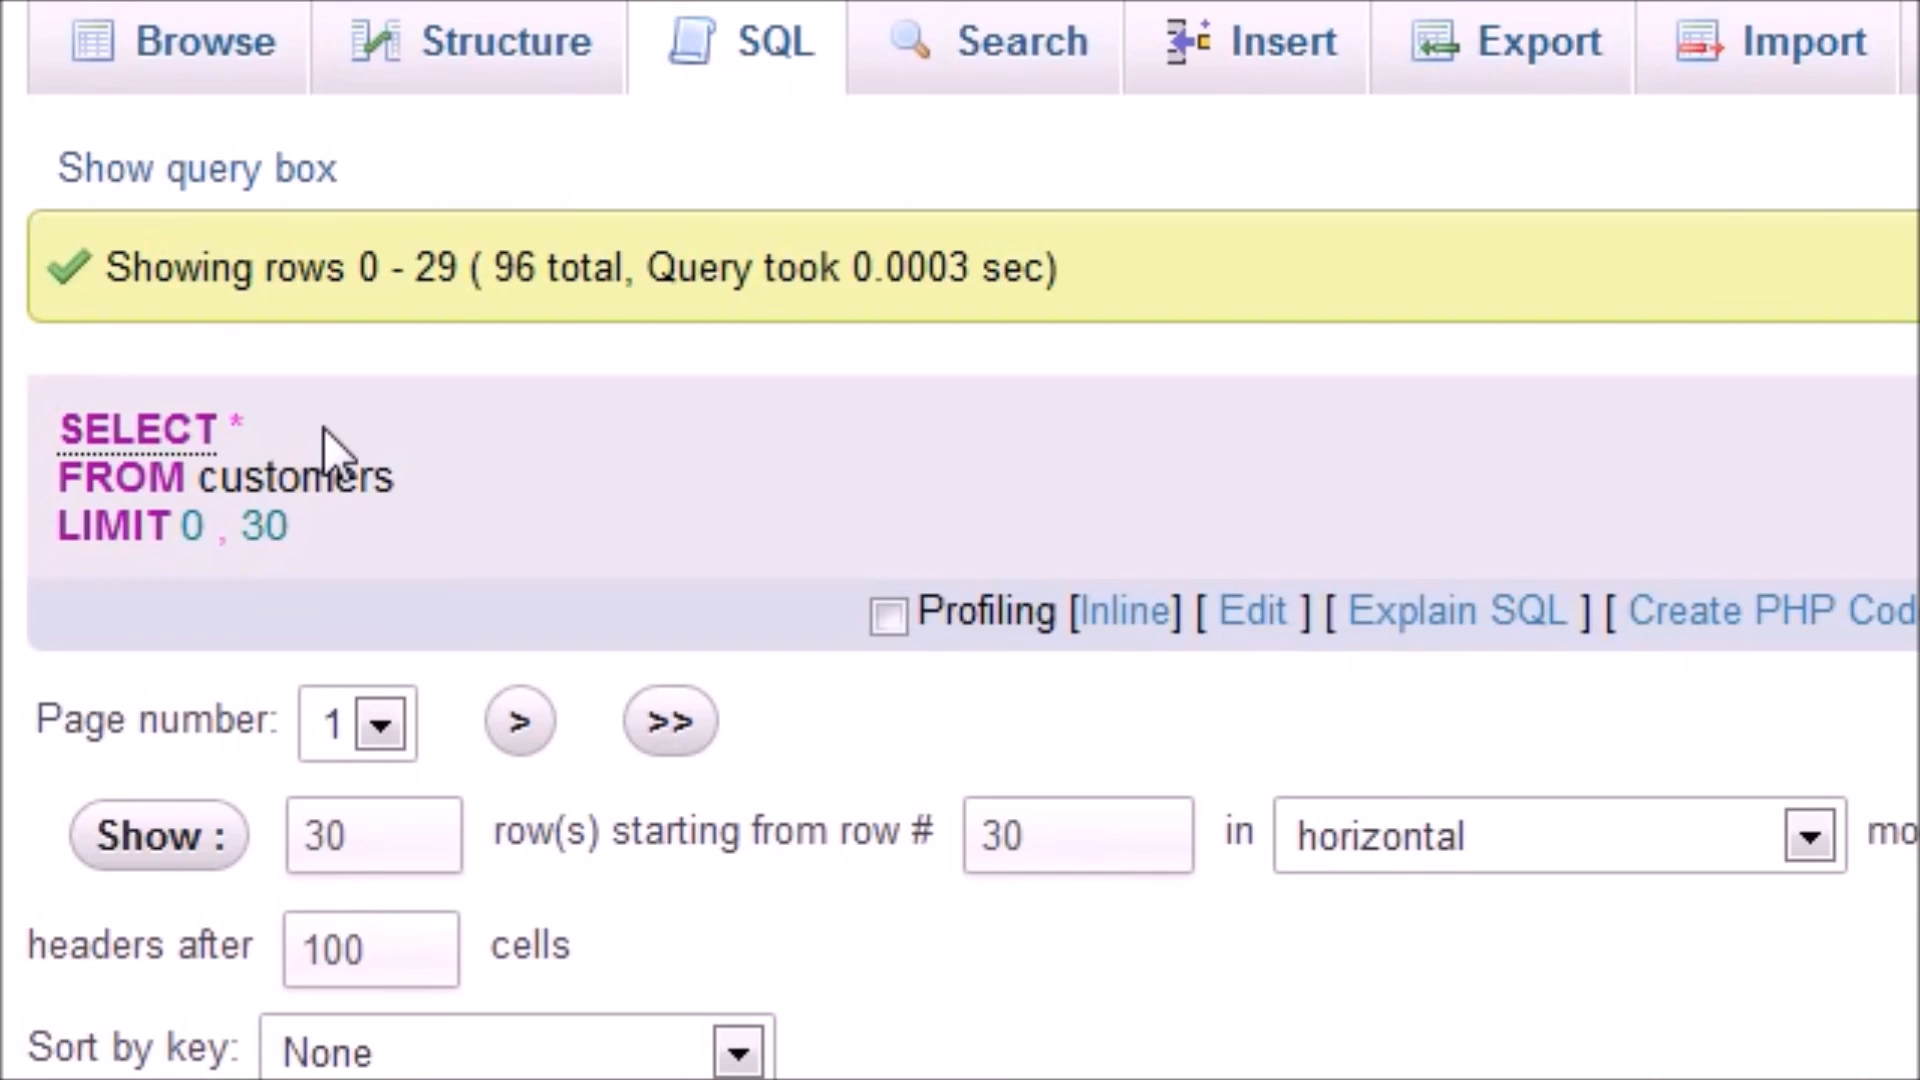 Browse Structure SQL Search Insert Export Import
Show query box
Showing rows 0 - 29 ( 96 total, Query took 0.0003 sec)
SELECT *
FROM customers
LIMIT 0 , 30
Profiling [Inline] [ Edit ] [ Explain SQL ] [ Create PHP Cod
Page number: 1 > >>
Show : 30 row(s) starting from row # 30 in horizontal mo
headers after 100 cells
Sort by key: None